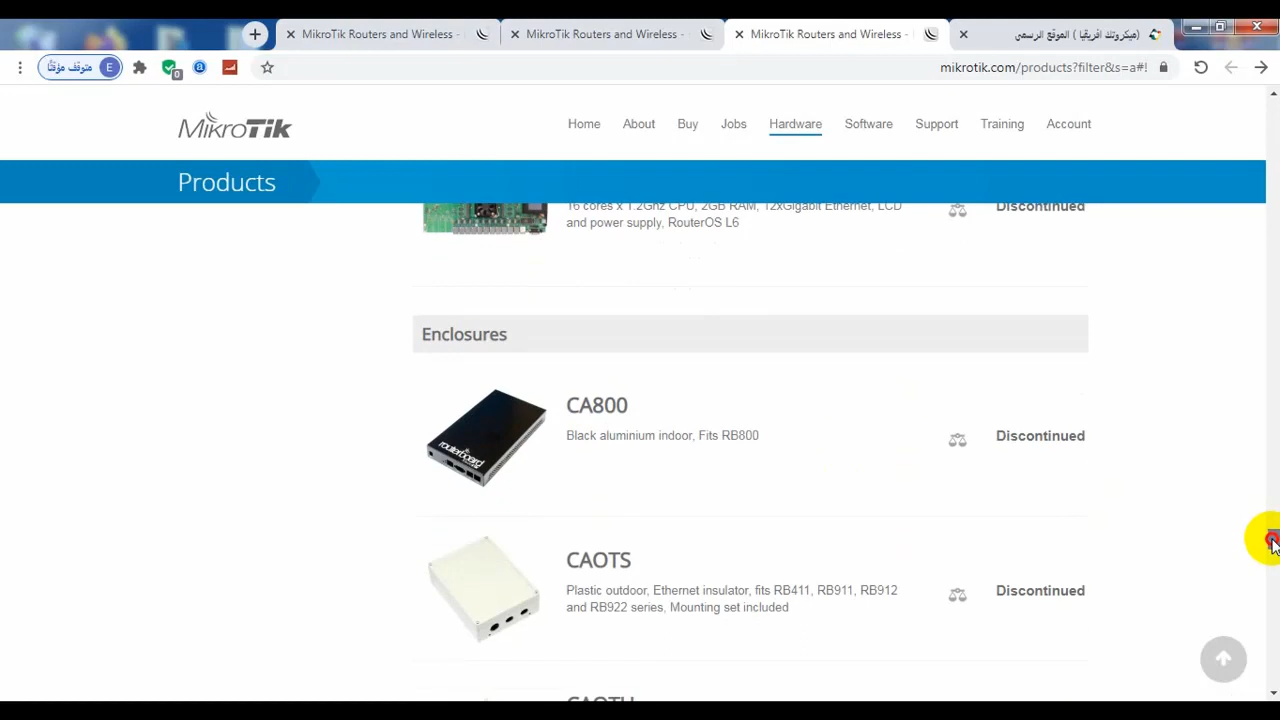 MikroTik Routers and Wireless -
MikroTik Routers and Wireless -
MikroTik Routers and Wireless -
(ميكروتك افريقيا ) الموقع الرسمي
متوقف مؤقتًا E
0
a
mikrotik.com/products?filter&s=a#!
MikroTik
Home About Buy Jobs Hardware Software Support Training Account
Products
16 cores x 1.2Ghz CPU, 2GB RAM, 12xGigabit Ethernet, LCD
and power supply, RouterOS L6
Discontinued
Enclosures
CA800
Black aluminium indoor, Fits RB800
Discontinued
routerboard
CAOTS
Plastic outdoor, Ethernet insulator, fits RB411, RB911, RB912
and RB922 series, Mounting set included
Discontinued